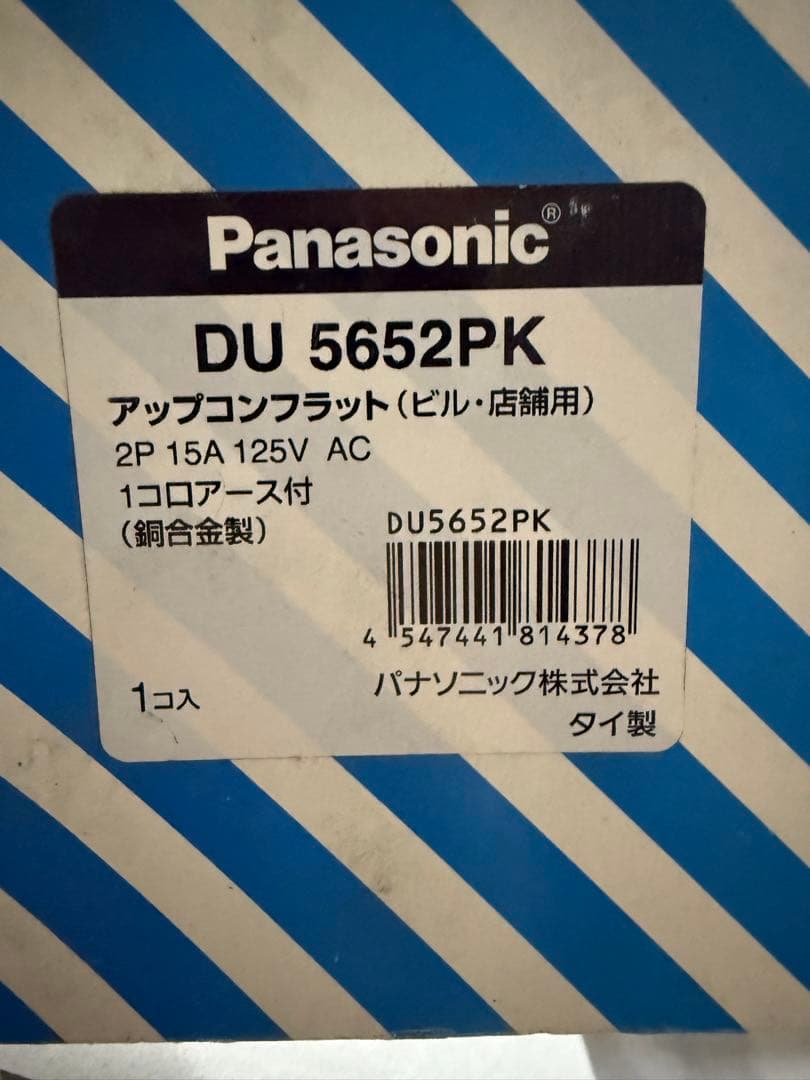 Panasonic®
DU 5652PK
アップコンフラット(ビル・店舗用)
2P 15A 125V AC
1コロアース付
(銅合金製)
DU5652PK
4 547441 814378
1コ入
パナソニック株式会社
タイ製